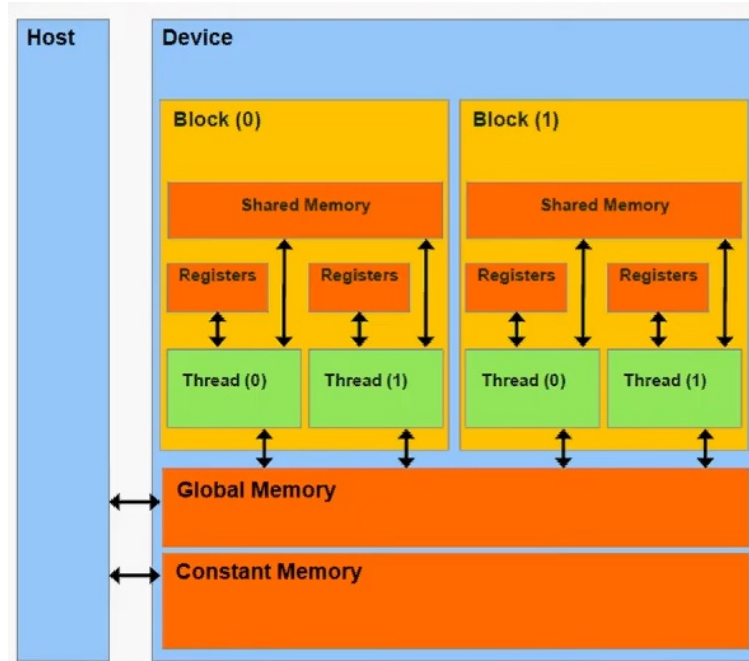 Host
Device
Block (0)
Block (1)
Shared Memory
Shared Memory
Registers
Registers
Registers
Registers
Thread (0)
Thread (1)
Thread (0)
Thread (1)
Global Memory
Constant Memory